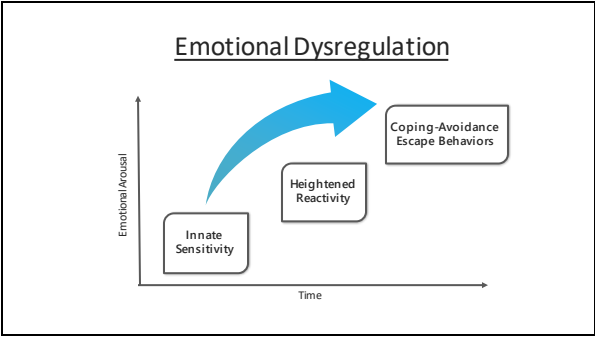 Emotional Dysregulation
Coping-Avoidance
Escape Behaviors
Heightened
Reactivity
Innate
Sensitivity
Emotional Arousal
Time